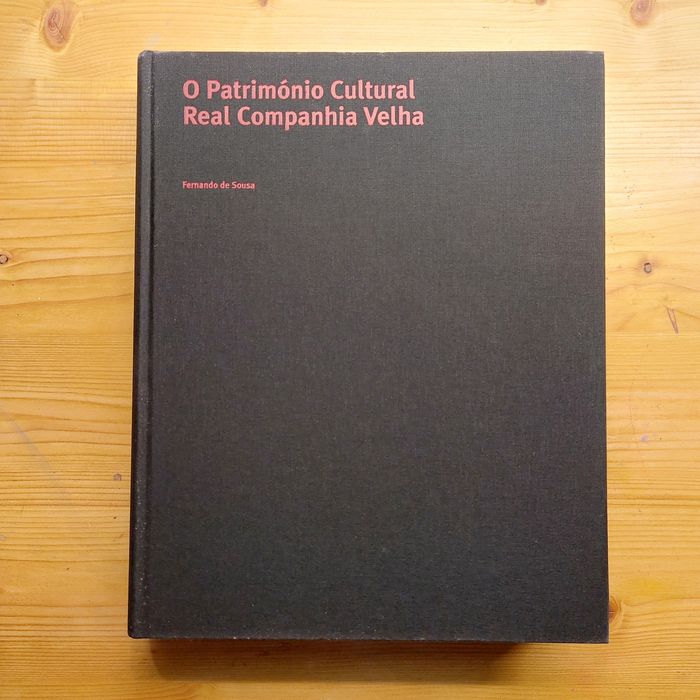 O Património Cultural
Real Companhia Velha
Fernando de Sousa